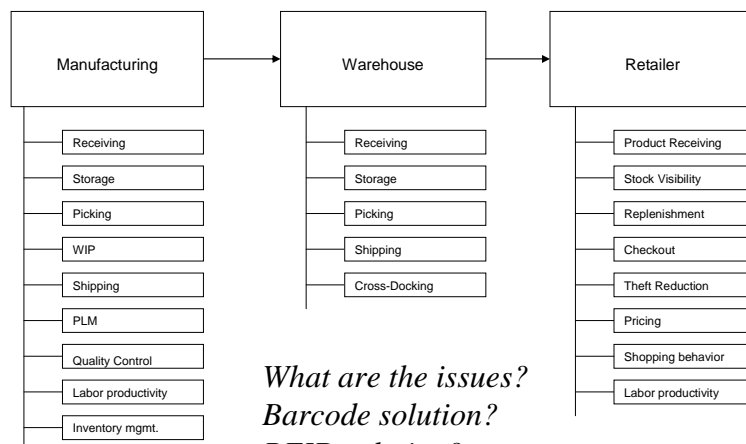 Manufacturing
Warehouse
Retailer
Receiving
Storage
Picking
WIP
Shipping
PLM
Quality Control
Labor productivity
Inventory mgmt.
Receiving
Storage
Picking
Shipping
Cross-Docking
Product Receiving
Stock Visibility
Replenishment
Checkout
Theft Reduction
Pricing
Shopping behavior
Labor productivity
What are the issues?
Barcode solution?